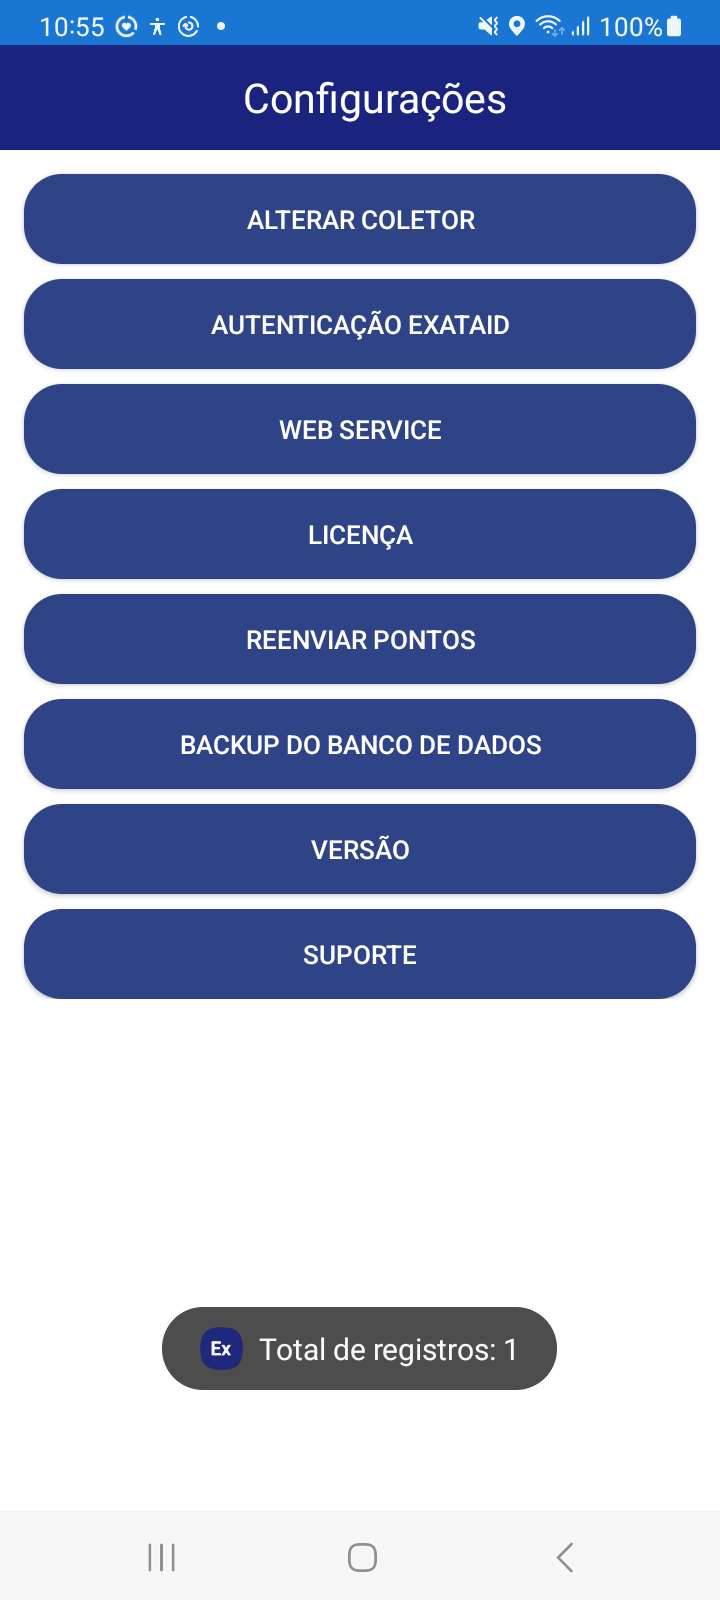 10:55 100%
Configurações
ALTERAR COLETOR
AUTENTICAÇÃO EXATAID
WEB SERVICE
LICENÇA
REENVIAR PONTOS
BACKUP DO BANCO DE DADOS
VERSÃO
SUPORTE
Ex Total de registros: 1